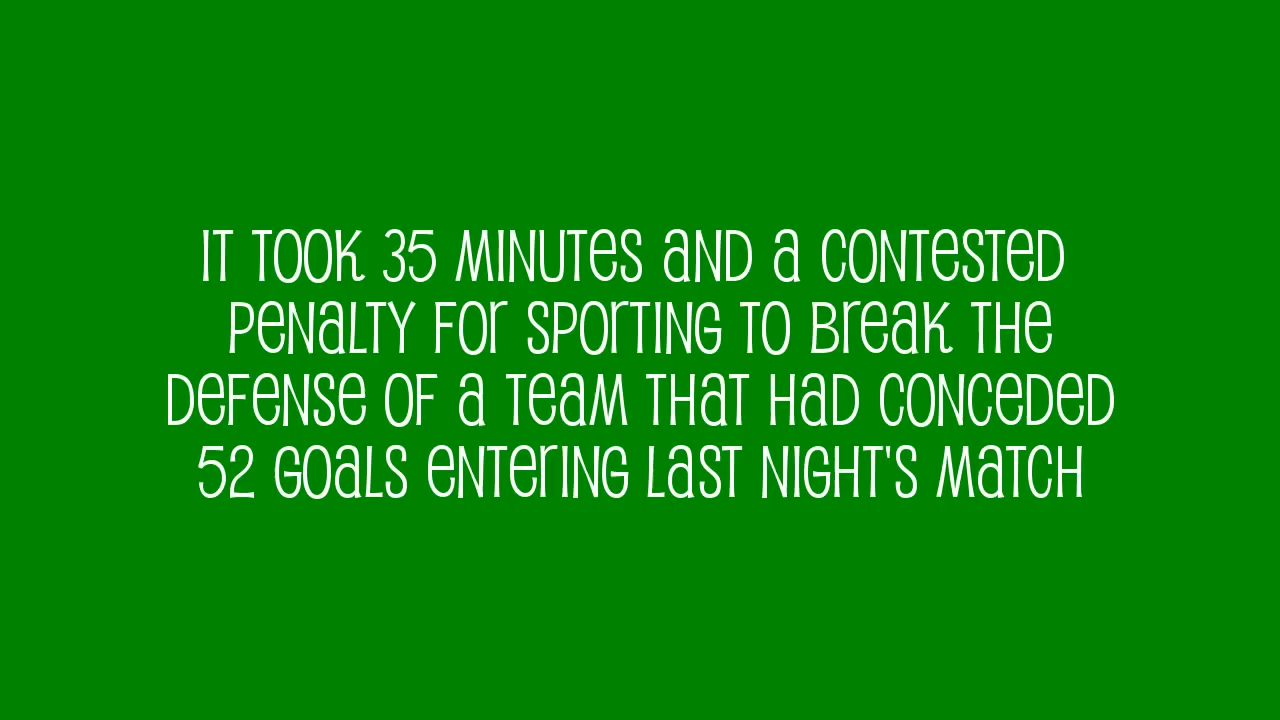 IT TOOK 35 MINUTES AND A CONTESTED
PENALTY FOR SPORTING TO BREAK THE
DEFENSE OF A TEAM THAT HAD CONCEDED
52 GOALS ENTERING LAST NIGHT'S MATCH